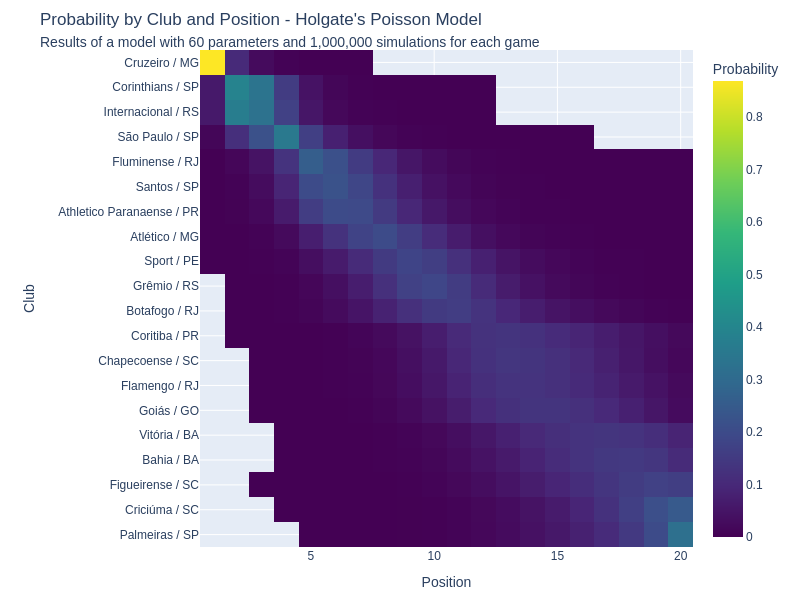 Probability by Club and Position - Holgate's Poisson Model
Results of a model with 60 parameters and 1,000,000 simulations for each game
Probability
Cruzeiro / MG
Corinthians / SP
Internacional / RS
São Paulo / SP
Fluminense / RJ
Santos / SP
Athletico Paranaense / PR
Atlético / MG
Sport / PE
Grêmio / RS
Botafogo / RJ
Coritiba / PR
Chapecoense / SC
Flamengo / RJ
Goiás / GO
Vitória / BA
Bahia / BA
Figueirense / SC
Criciúma / SC
Palmeiras / SP
Club
5
10
15
20
Position
0.8
0.7
0.6
0.5
0.4
0.3
0.2
0.1
0